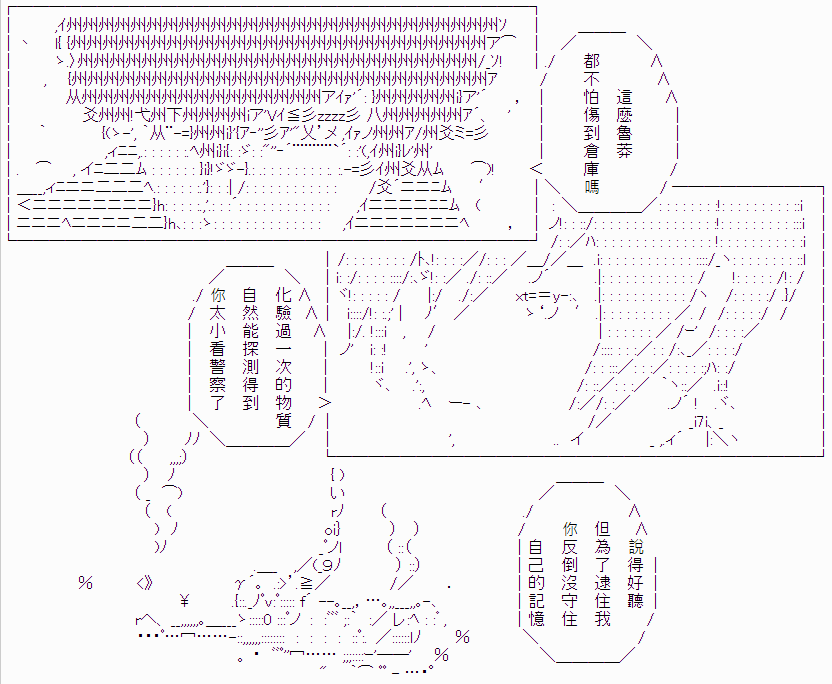 這麼魯莽
都不怕傷到倉庫嗎
化驗過一次的物質
自然能探測得到
你太小看警察了
說得好聽
但為了逮住我
你反倒沒守住
自己的記憶